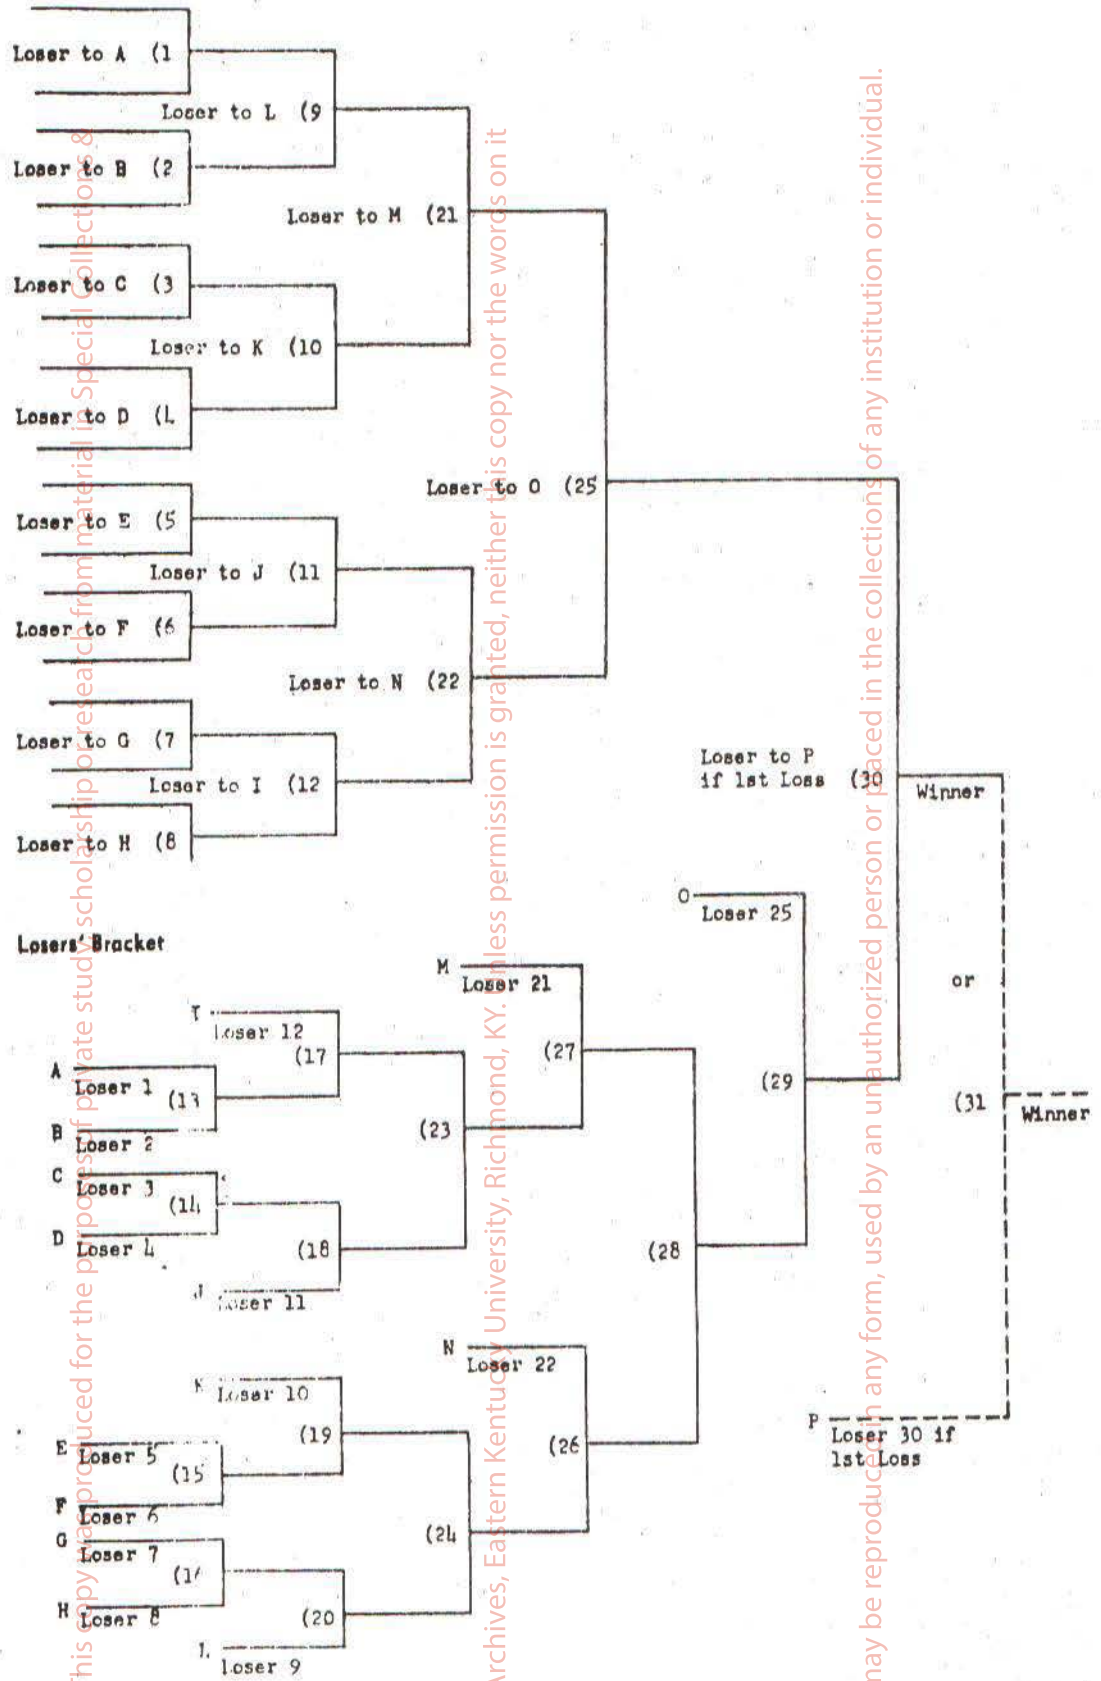 Loser to A (1
Loser to L (9
Loser to B (2
Loser to M (21
Loser to C (3
Loser to K (10
Loser to D (4
Loser to O (25
Loser to E (5
Loser to J (11
Loser to F (6
Loser to N (22
Loser to G (7
Loser to I (12
Loser to H (8
Loser to P
if 1st Loss (30
Winner
O
Loser 25
Losers' Bracket
M
Loser 21
or
I
Loser 12
(17
(27
A
Loser 1
(13
(29
(31
Winner
B
Loser 2
(23
C
Loser 3
(14
D
Loser 4
(18
(28
J
Loser 11
N
Loser 22
K
Loser 10
(19
P
Loser 30 if
1st Loss
E
Loser 5
(15
(26
F
Loser 6
G
Loser 7
(16
(24
H
Loser 8
(20
L
Loser 9
This copy was produced for the purposes of private study, scholarship or research from material in Special Collections &
Archives, Eastern Kentucky University, Richmond, KY. Unless permission is granted, neither this copy nor the words on it
may be reproduced in any form, used by an unauthorized person or placed in the collections of any institution or individual.